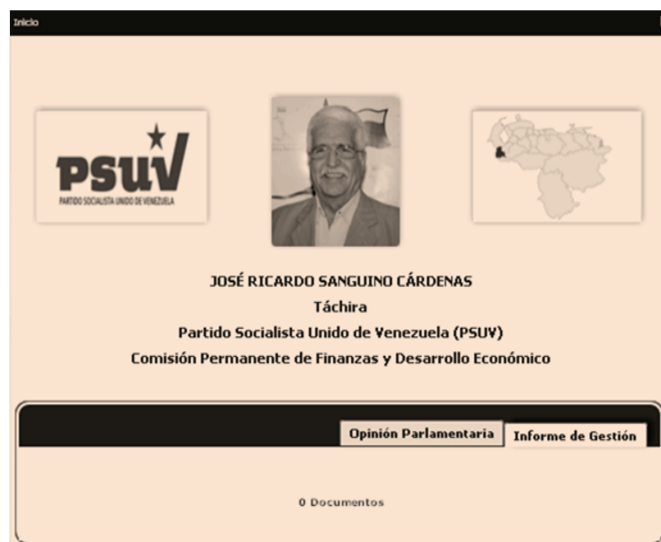 Inicio
psuv
PARTIDO SOCIALISTA UNIDO DE VENEZUELA
JOSÉ RICARDO SANGUINO CÁRDENAS
Táchira
Partido Socialista Unido de Venezuela (PSUV)
Comisión Permanente de Finanzas y Desarrollo Económico
Opinión Parlamentaria
Informe de Gestión
0 Documentos